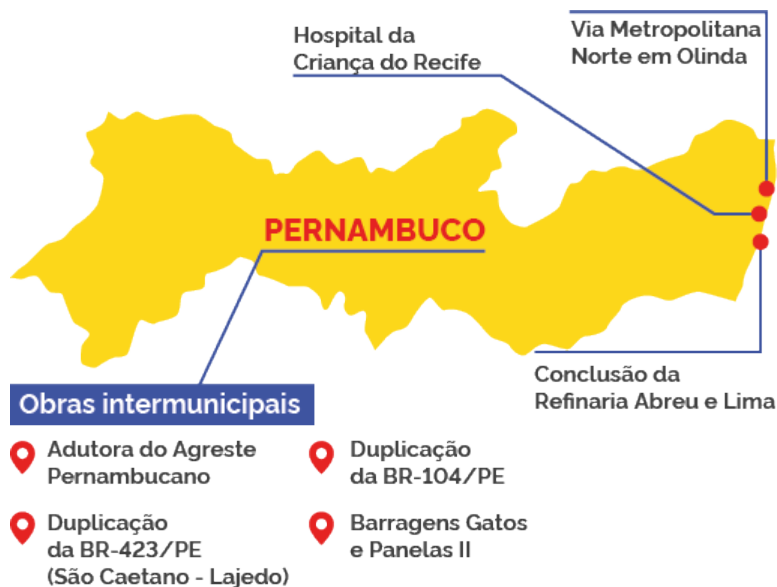 Hospital da
Criança do Recife
Via Metropolitana
Norte em Olinda
PERNAMBUCO
Conclusão da
Refinaria Abreu e Lima
Obras intermunicipais
Adutora do Agreste
Pernambucano
Duplicação
da BR-104/PE
Duplicação
da BR-423/PE
(São Caetano - Lajedo)
Barragens Gatos
e Panelas II